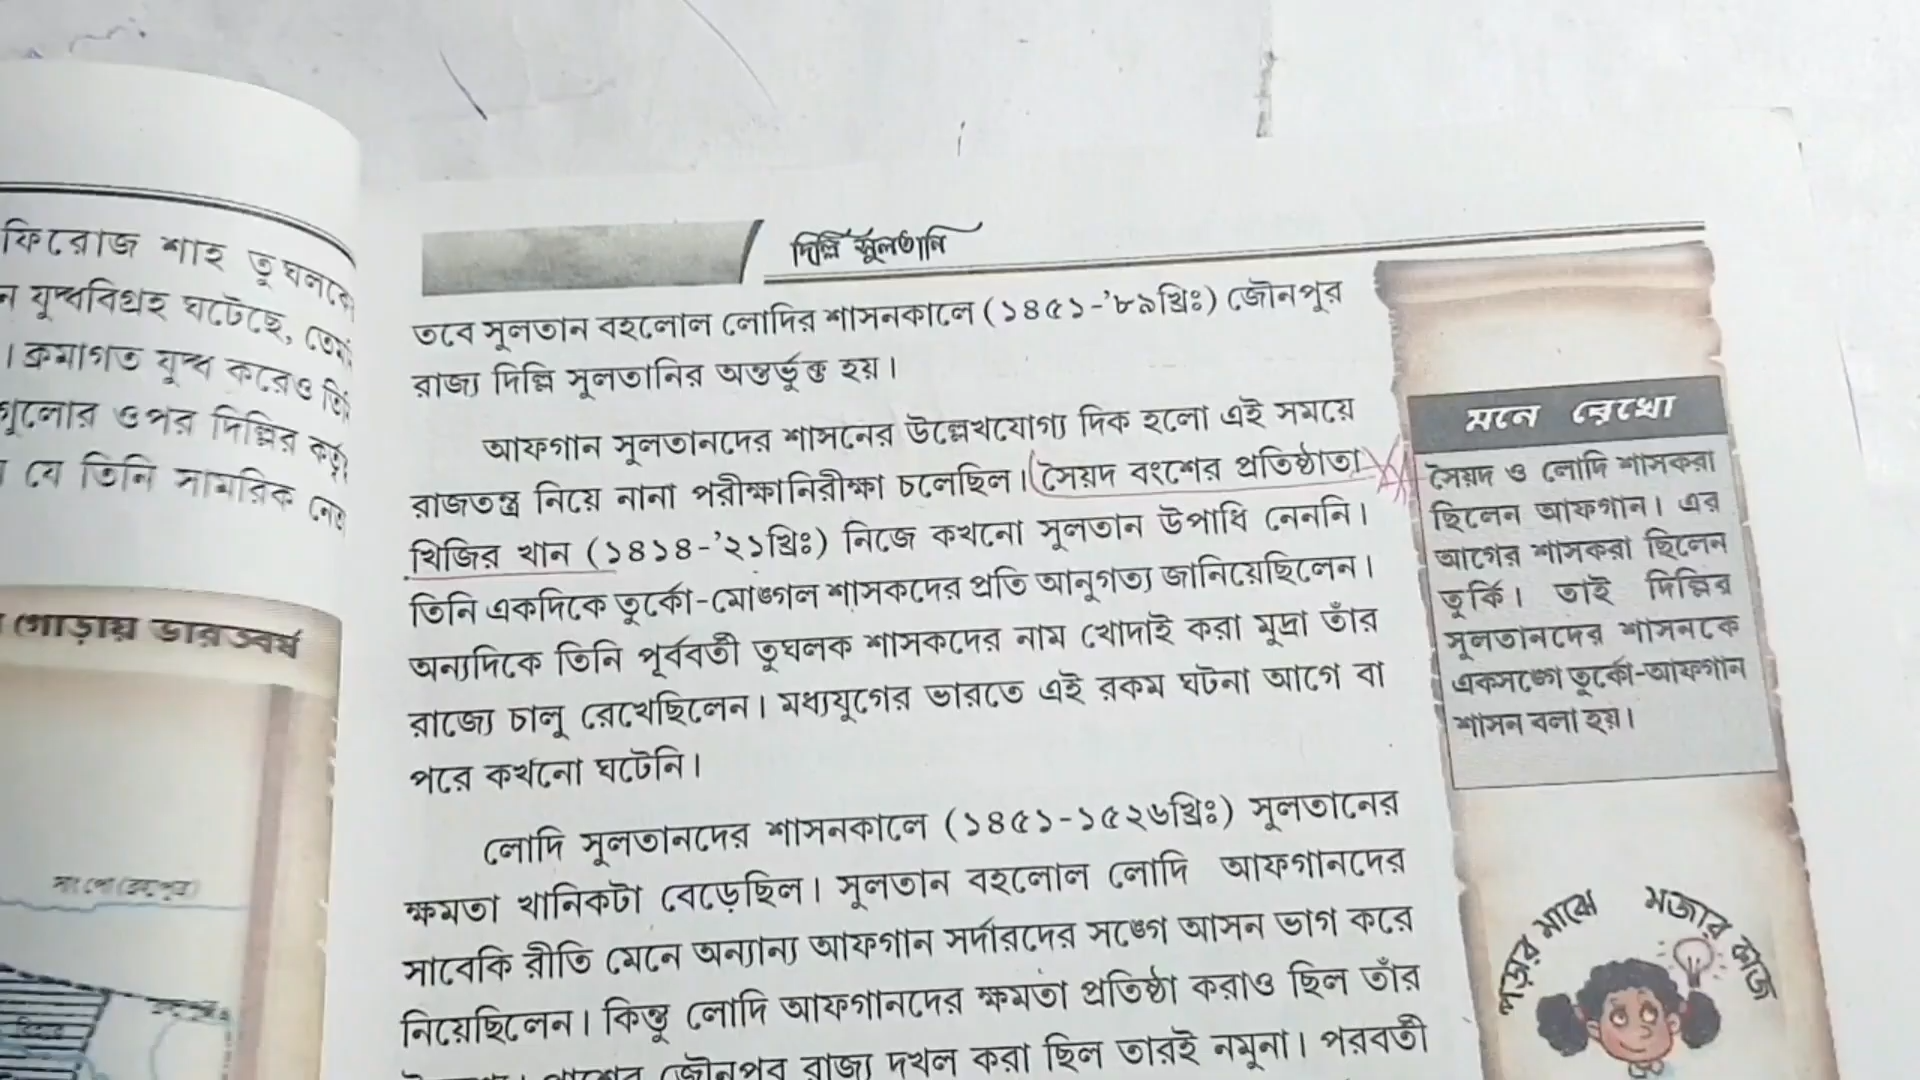 ফিরোজ শাহ তুঘলকে
ন যুদ্ধবিগ্রহ ঘটেছে,
। ক্রমাগত যুদ্ধ করেও
গুলোর ওপর দিল্লির
যে তিনি সামরিক
গোড়ায় ভারতবর্ষ
দিল্লি সুলতানি
তবে সুলতান বহলোল লোদির শাসনকালে (১৪৫১-'৮৯খ্রিঃ) জৌনপুর
রাজ্য দিল্লি সুলতানির অন্তর্ভুক্ত হয়।
আফগান সুলতানদের শাসনের উল্লেখযোগ্য দিক হলো এই সময়ে
রাজতন্ত্র নিয়ে নানা পরীক্ষানিরীক্ষা চলেছিল। সৈয়দ বংশের প্রতিষ্ঠাতা
খিজির খান (১৪১৪-'২১খ্রিঃ) নিজে কখনো সুলতান উপাধি নেননি।
তিনি একদিকে তুর্কো-মোঙ্গল শাসকদের প্রতি আনুগত্য জানিয়েছিলেন।
অন্যদিকে তিনি পূর্ববর্তী তুঘলক শাসকদের নাম খোদাই করা মুদ্রা তাঁর
রাজ্যে চালু রেখেছিলেন। মধ্যযুগের ভারতে এই রকম ঘটনা আগে বা
পরে কখনো ঘটেনি।
লোদি সুলতানদের শাসনকালে (১৪৫১-১৫২৬খ্রিঃ) সুলতানের
ক্ষমতা খানিকটা বেড়েছিল। সুলতান বহলোল লোদি আফগানদের
সাবেকি রীতি মেনে অন্যান্য আফগান সর্দারদের সঙ্গে আসন ভাগ করে
নিয়েছিলেন। কিন্তু লোদি আফগানদের ক্ষমতা প্রতিষ্ঠা করাও ছিল তাঁর
জৌনপুর রাজ্য দখল করা ছিল তারই নমুনা। পরবর্তী
মনে রেখো
সৈয়দ ও লোদি শাসকরা
ছিলেন আফগান। এর
আগের শাসকরা ছিলেন
তুর্কি। তাই দিল্লির
সুলতানদের শাসনকে
একসঙ্গে তুর্কো-আফগান
শাসন বলা হয়।
পড়ার মাঝে মজার কাজ